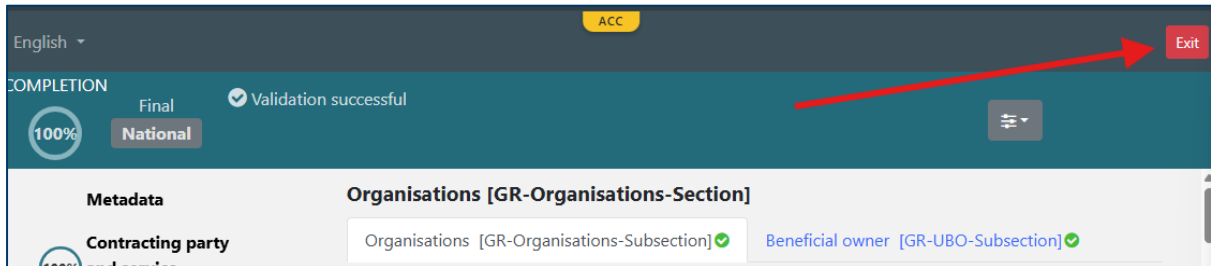 ACC
English
Exit
COMPLETION
Final
Validation successful
100%
National
Metadata
Organisations [GR-Organisations-Section]
Contracting party
Organisations [GR-Organisations-Subsection]
Beneficial owner [GR-UBO-Subsection]